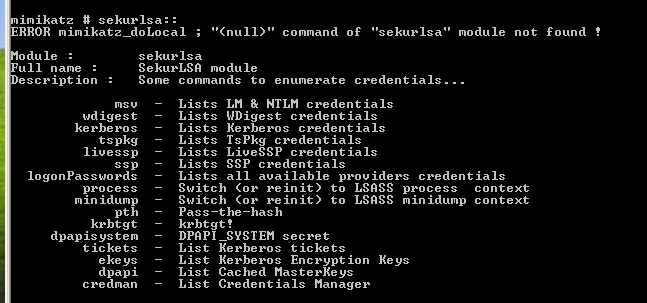 mimikatz # sekurlsa::
ERROR mimikatz_doLocal ; "(null)" command of "sekurlsa" module not found !
Module :        sekurlsa
Full name :     SekurLSA module
Description :   Some commands to enumerate credentials...
msv  -  Lists LM & NTLM credentials
wdigest  -  Lists WDigest credentials
kerberos  -  Lists Kerberos credentials
tspkg  -  Lists TsPkg credentials
livessp  -  Lists LiveSSP credentials
ssp  -  Lists SSP credentials
logonPasswords  -  Lists all available providers credentials
process  -  Switch (or reinit) to LSASS process  context
minidump  -  Switch (or reinit) to LSASS minidump context
pth  -  Pass-the-hash
krbtgt  -  krbtgt!
dpapisystem  -  DPAPI_SYSTEM secret
tickets  -  List Kerberos tickets
ekeys  -  List Kerberos Encryption Keys
dpapi  -  List Cached MasterKeys
credman  -  List Credentials Manager